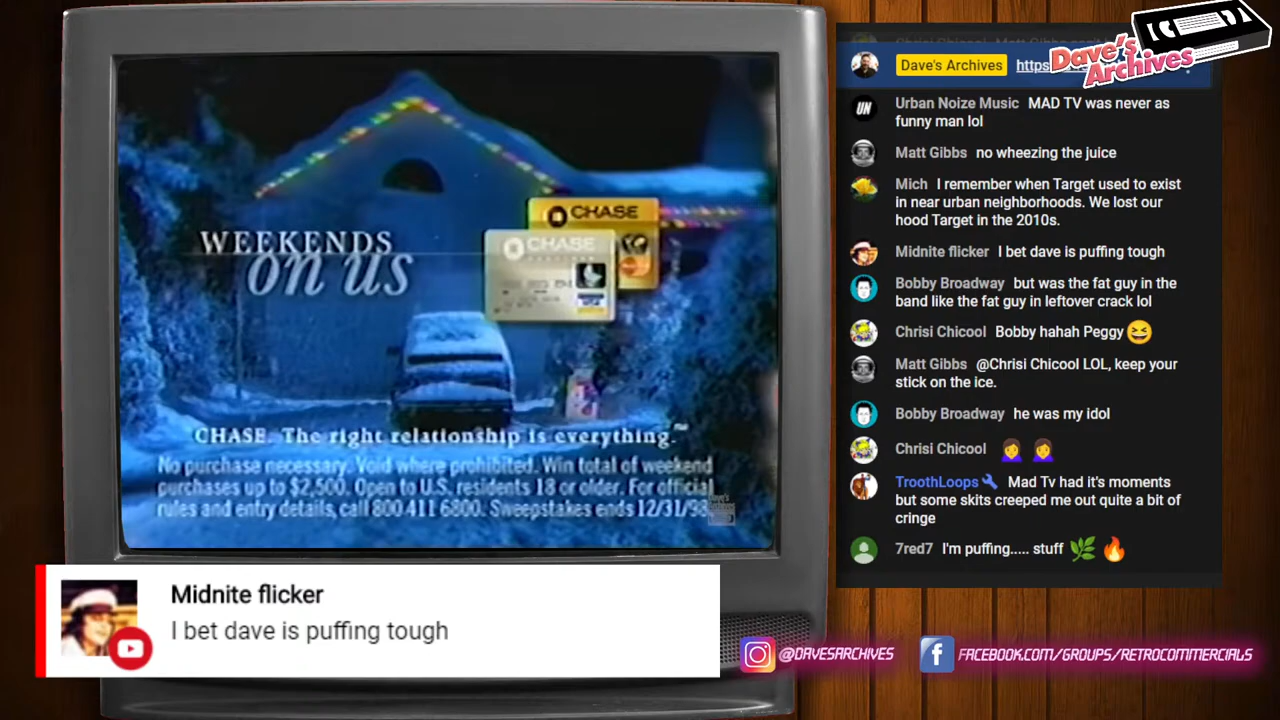 WEEKENDS
on us
CHASE
CHASE
CHASE. The right relationship is everything.™
No purchase necessary. Void where prohibited. Win total of weekend
purchases up to $2,500. Open to U.S. residents 18 or older. For official
rules and entry details, call 800 411 6800. Sweepstakes ends 12/31/98.
Midnite flicker
I bet dave is puffing tough
Dave's
Archives
Dave's Archives https
UN Urban Noize Music MAD TV was never as
funny man lol
Matt Gibbs no wheezing the juice
Mich I remember when Target used to exist
in near urban neighborhoods. We lost our
hood Target in the 2010s.
Midnite flicker I bet dave is puffing tough
Bobby Broadway but was the fat guy in the
band like the fat guy in leftover crack lol
Chrisi Chicool Bobby hahah Peggy 😆
Matt Gibbs @Chrisi Chicool LOL, keep your
stick on the ice.
Bobby Broadway he was my idol
Chrisi Chicool 🤦‍♀️ 🤦‍♀️
TroothLoops Mad Tv had it's moments
but some skits creeped me out quite a bit of
cringe
7red7 I'm puffing..... stuff 🌿 🔥
@DAVESARCHIVES
FACEBOOK.COM/GROUPS/RETROCOMMERCIALS